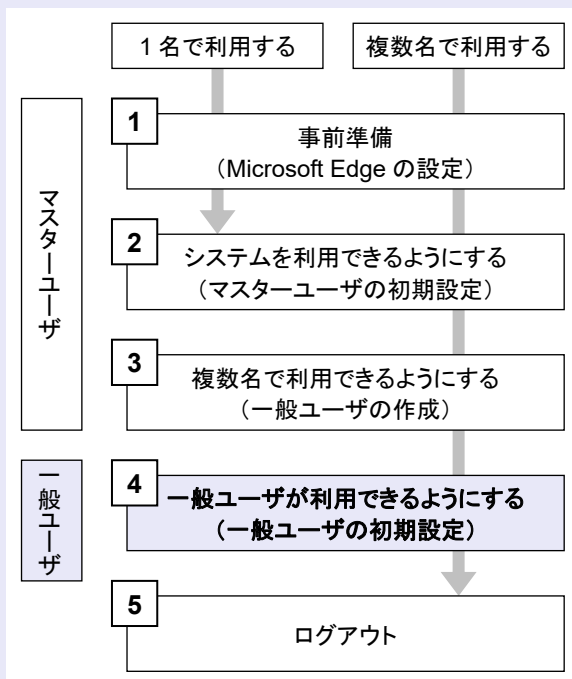 1 名で利用する
複数名で利用する
マスターユーザ
1
事前準備
（Microsoft Edge の設定）
2
システムを利用できるようにする
（マスターユーザの初期設定）
3
複数名で利用できるようにする
（一般ユーザの作成）
一般ユーザ
4
一般ユーザが利用できるようにする
（一般ユーザの初期設定）
5
ログアウト